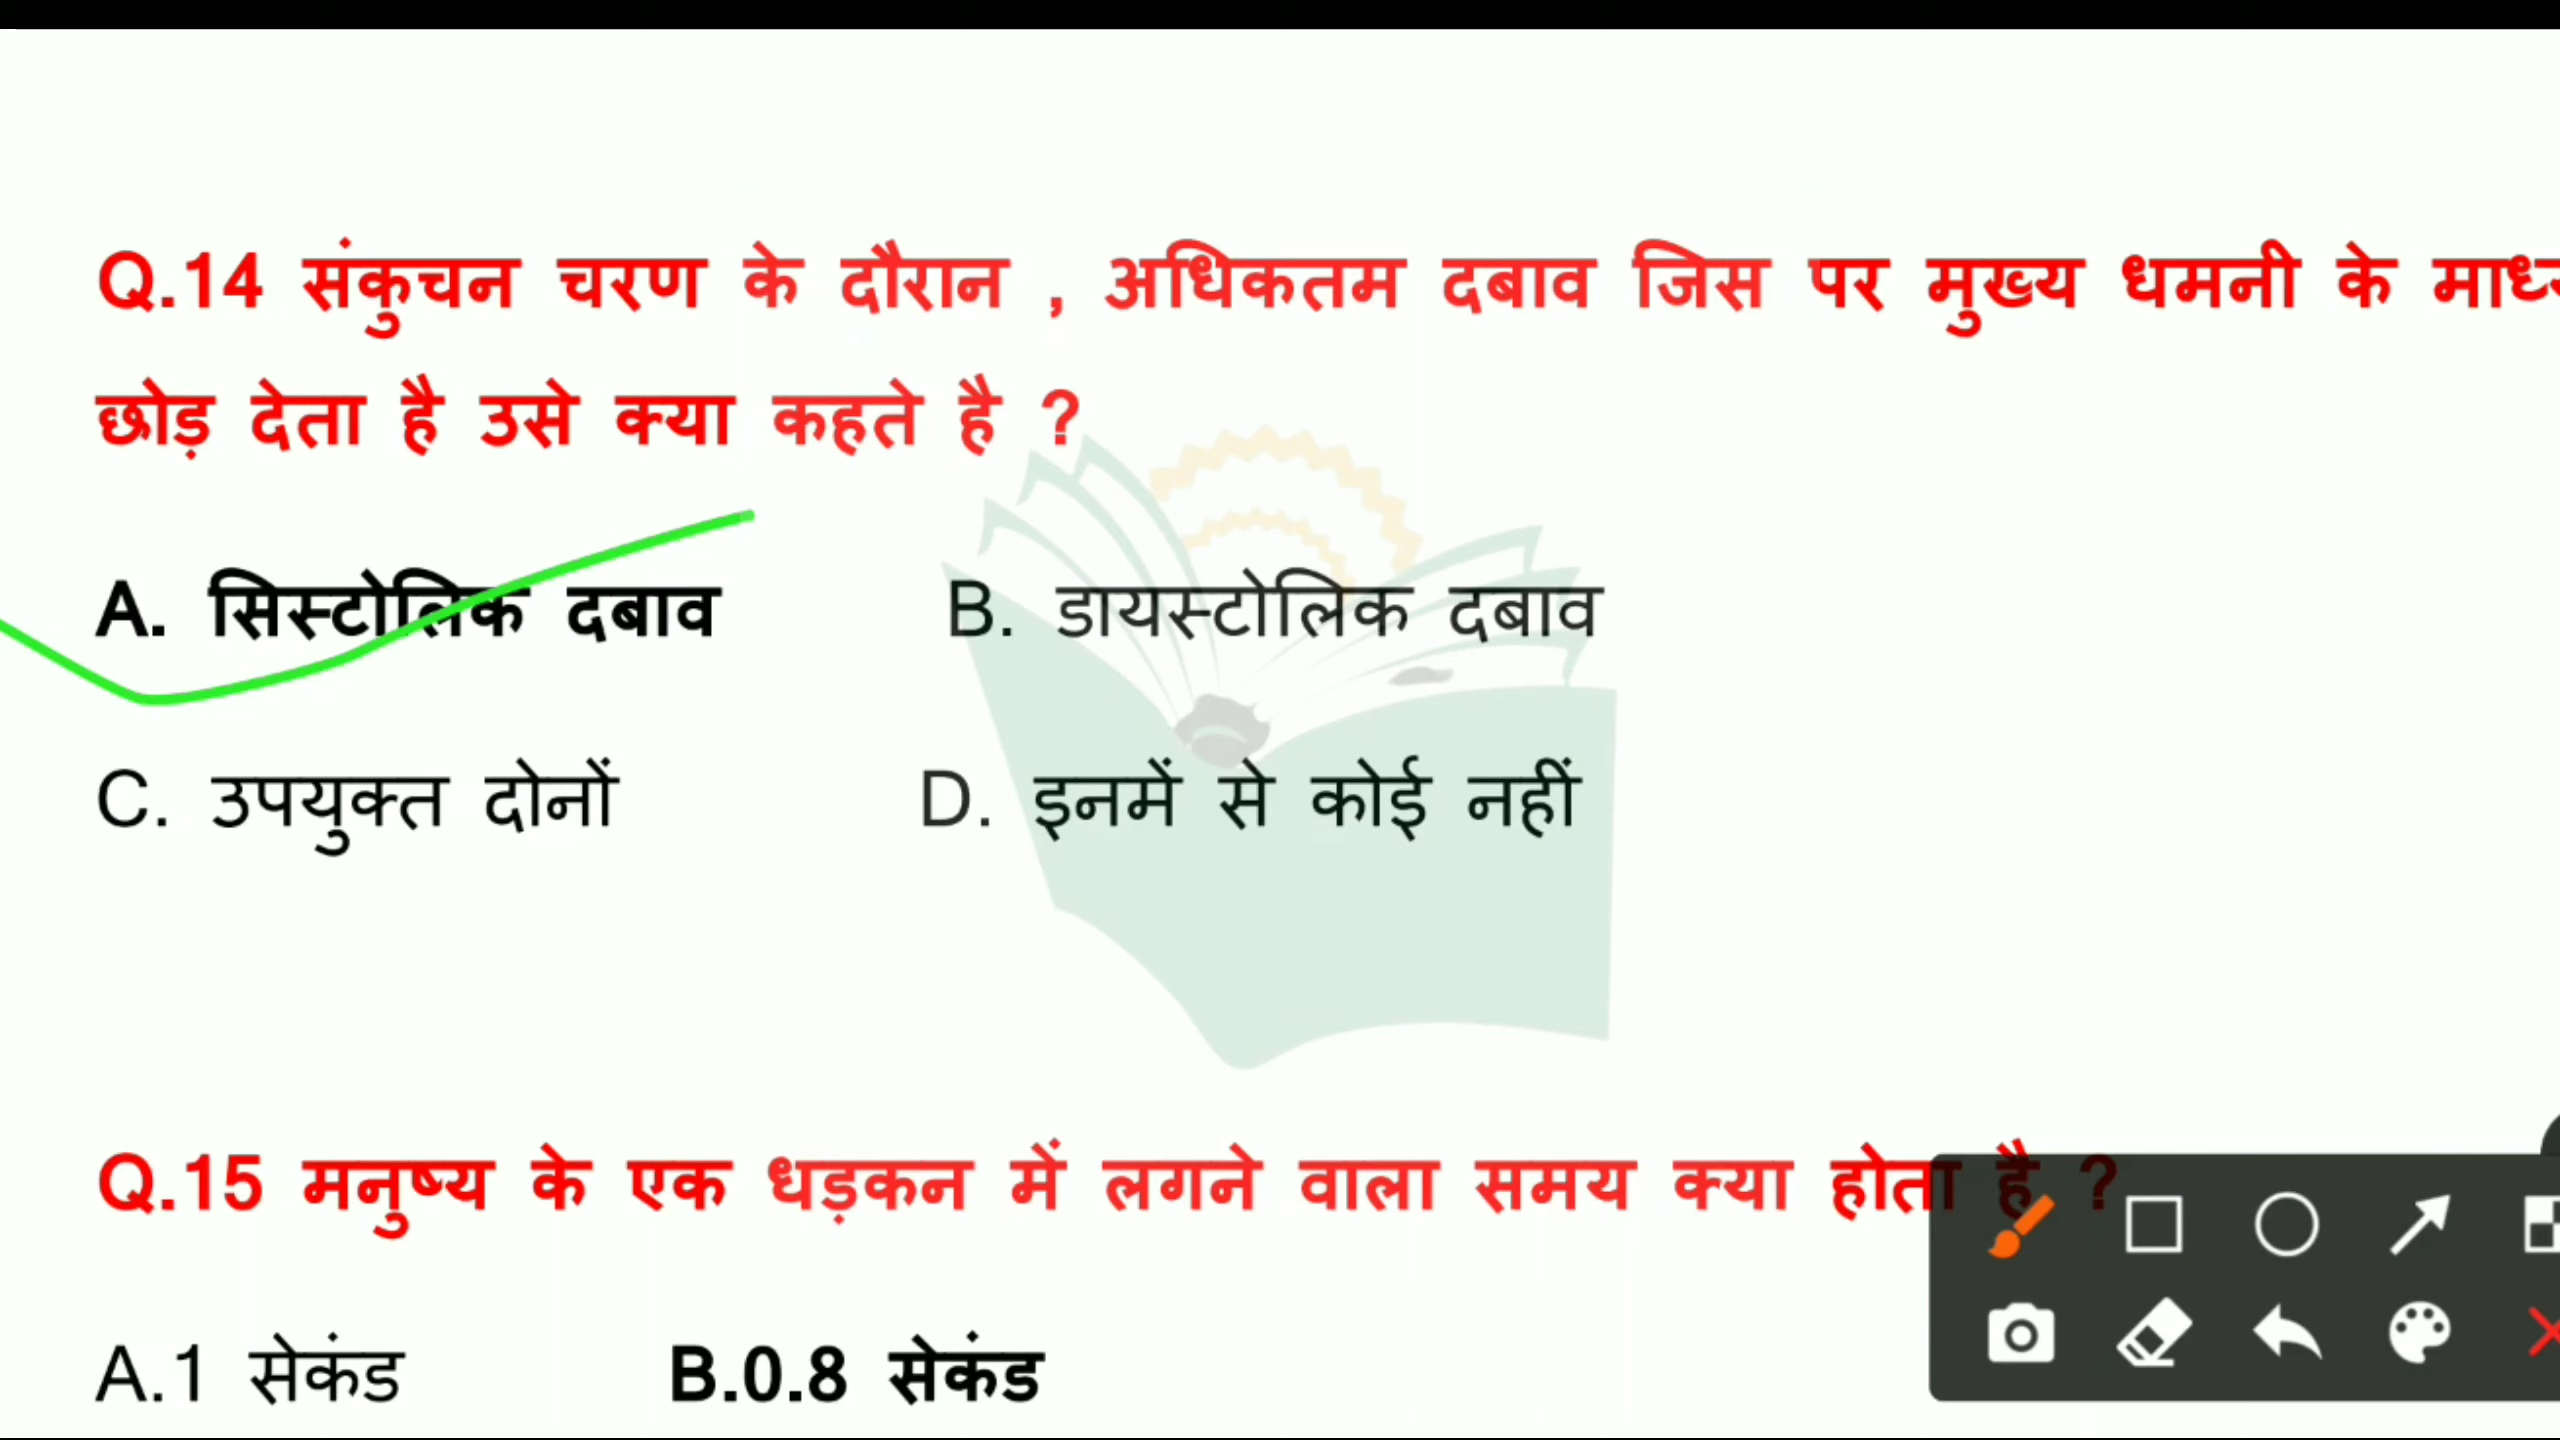 Q.14 संकुचन चरण के दौरान , अधिकतम दबाव जिस पर मुख्य धमनी के
छोड़ देता है उसे क्या कहते है ?
A. सिस्टोलिक दबाव B. डायस्टोलिक दबाव
C. उपयुक्त दोनों D. इनमें से कोई नहीं
Q.15 मनुष्य के एक धड़कन में लगने वाला समय क्या होता है ?
A.1 सेकंड B.0.8 सेकंड